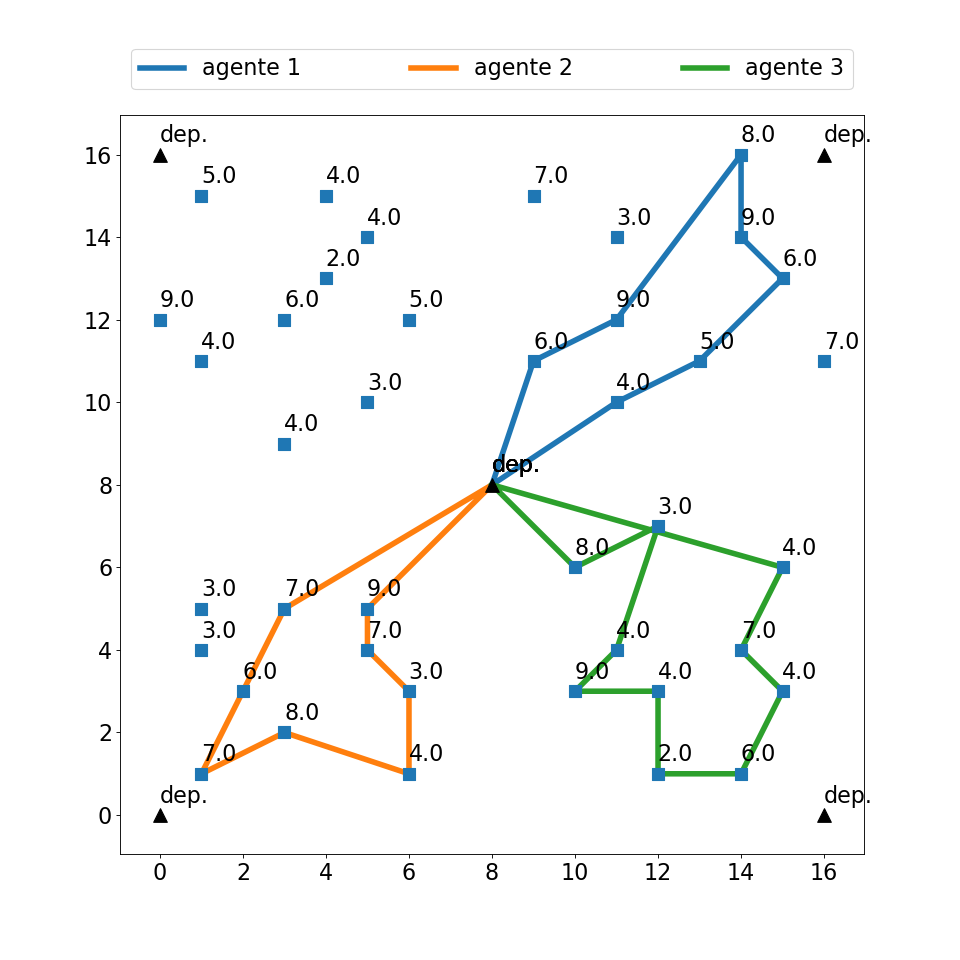 agente 1 agente 2 agente 3
dep. 8.0 dep.
16
5.0 4.0 7.0
4.0 3.0 9.0
14
2.0 6.0
9.0 6.0 5.0 9.0
12
4.0 6.0 5.0 7.0
3.0 4.0
10
4.0
dep. dep.
8
3.0
8.0 4.0
6
3.0 7.0 9.0
3.0 7.0 4.0 7.0
4
6.0 3.0 9.0 4.0 4.0
8.0
2
7.0 4.0 2.0 6.0
dep. dep.
0
0 2 4 6 8 10 12 14 16